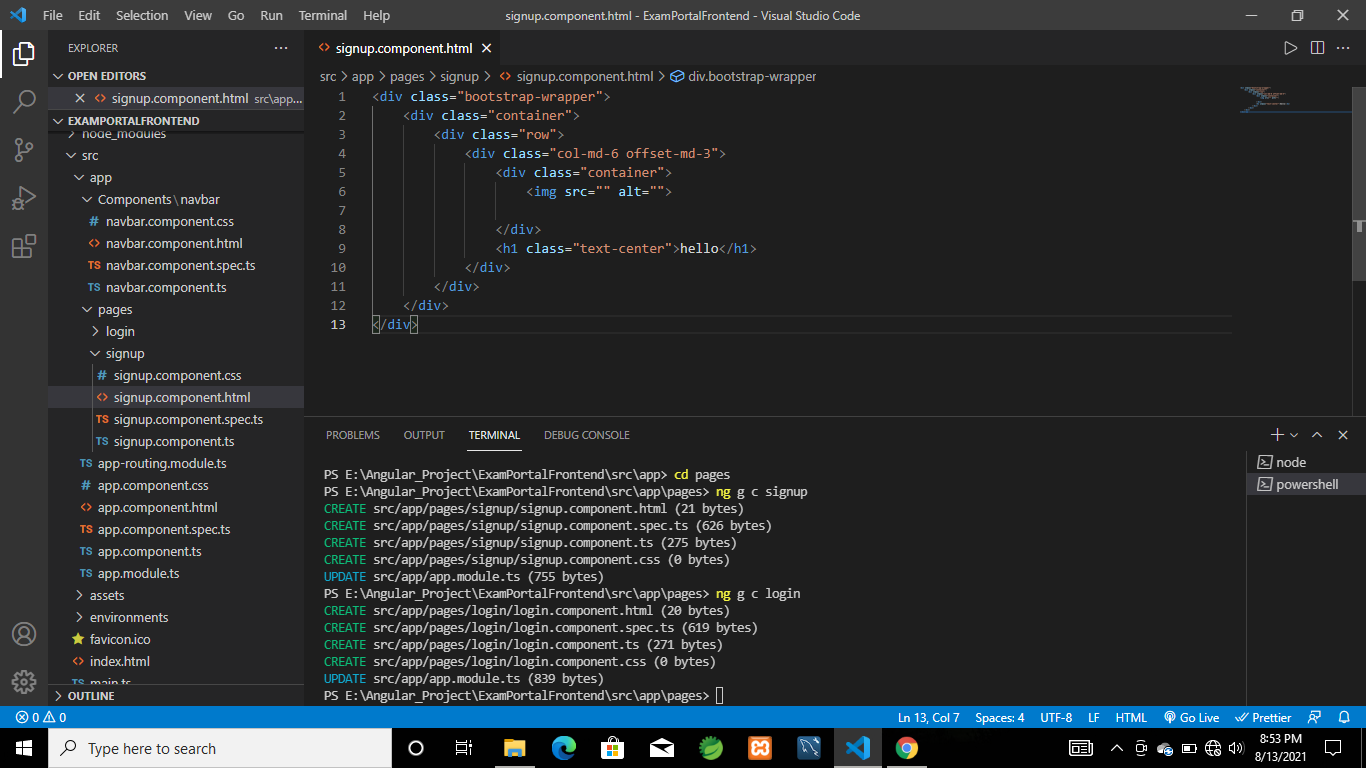 File Edit Selection View Go Run Terminal Help
signup.component.html - ExamPortalFrontend - Visual Studio Code
EXPLORER
OPEN EDITORS
signup.component.html src\app...
EXAMPORTALFRONTEND
node_modules
src
app
Components\navbar
navbar.component.css
navbar.component.html
TS navbar.component.spec.ts
TS navbar.component.ts
pages
login
signup
signup.component.css
signup.component.html
TS signup.component.spec.ts
TS signup.component.ts
TS app-routing.module.ts
app.component.css
app.component.html
TS app.component.spec.ts
TS app.component.ts
TS app.module.ts
assets
environments
favicon.ico
index.html
TS main.ts
OUTLINE
signup.component.html
src > app > pages > signup > signup.component.html > div.bootstrap-wrapper
1 <div class="bootstrap-wrapper">
2 <div class="container">
3 <div class="row">
4 <div class="col-md-6 offset-md-3">
5 <div class="container">
6 <img src="" alt="">
7
8 </div>
9 <h1 class="text-center">hello</h1>
10 </div>
11 </div>
12 </div>
13 </div>
PROBLEMS OUTPUT TERMINAL DEBUG CONSOLE
PS E:\Angular_Project\ExamPortalFrontend\src\app> cd pages
PS E:\Angular_Project\ExamPortalFrontend\src\app\pages> ng g c signup
CREATE src/app/pages/signup/signup.component.html (21 bytes)
CREATE src/app/pages/signup/signup.component.spec.ts (626 bytes)
CREATE src/app/pages/signup/signup.component.ts (275 bytes)
CREATE src/app/pages/signup/signup.component.css (0 bytes)
UPDATE src/app/app.module.ts (755 bytes)
PS E:\Angular_Project\ExamPortalFrontend\src\app\pages> ng g c login
CREATE src/app/pages/login/login.component.html (20 bytes)
CREATE src/app/pages/login/login.component.spec.ts (619 bytes)
CREATE src/app/pages/login/login.component.ts (271 bytes)
CREATE src/app/pages/login/login.component.css (0 bytes)
UPDATE src/app/app.module.ts (839 bytes)
PS E:\Angular_Project\ExamPortalFrontend\src\app\pages>
node
powershell
0 0
Ln 13, Col 7 Spaces: 4 UTF-8 LF HTML Go Live Prettier
Type here to search
8:53 PM
8/13/2021